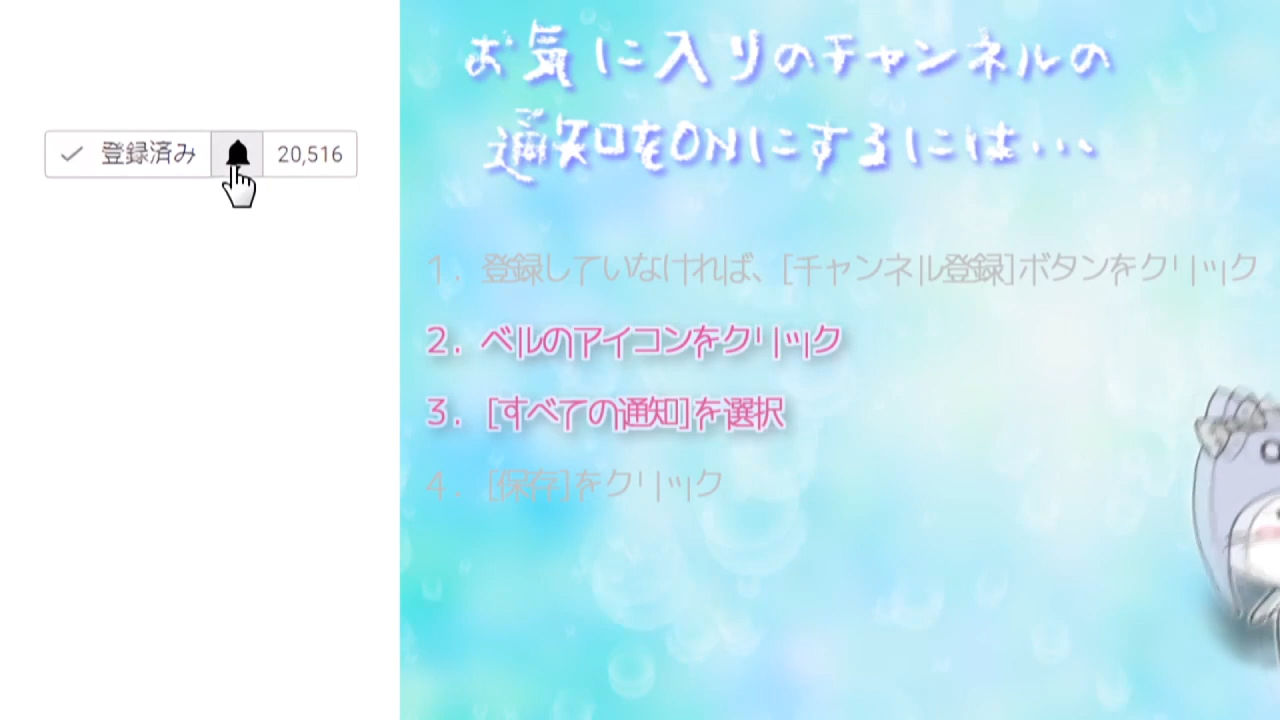 お気に入りのチャンネルの
通知をONにするには…
登録済み 20,516
1. 登録していなければ、[チャンネル登録]ボタンをクリック
2. ベルのアイコンをクリック
3. [すべての通知]を選択
4. [保存]をクリック